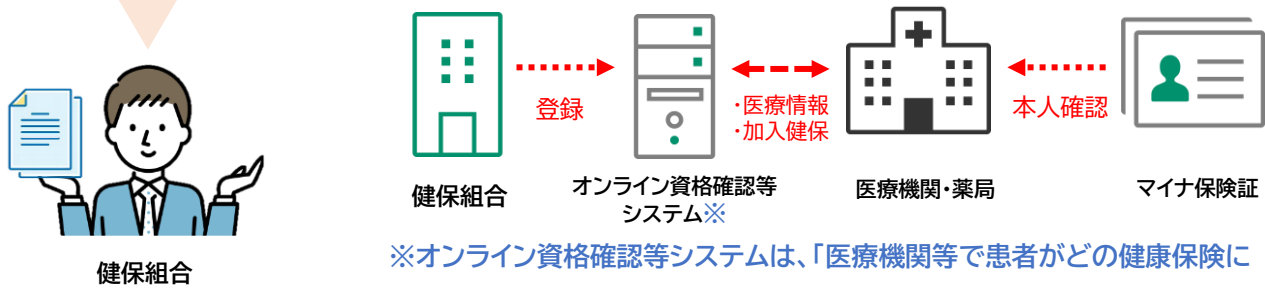 健保組合
登録
・医療情報
・加入健保
本人確認
健保組合
オンライン資格確認等
システム※
医療機関・薬局
マイナ保険証
※オンライン資格確認等システムは、「医療機関等で患者がどの健康保険に